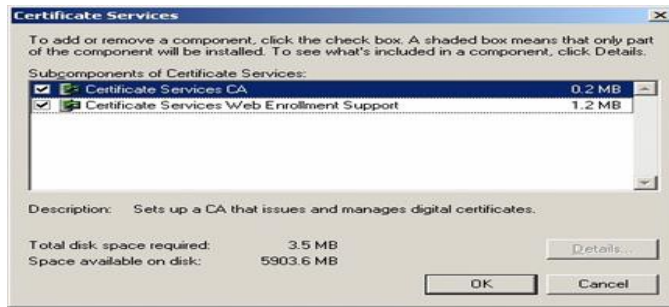 Certificate Services
To add or remove a component, click the check box. A shaded box means that only part
of the component will be installed. To see what's included in a component, click Details.
Subcomponents of Certificate Services:
Certificate Services CA 0.2 MB
Certificate Services Web Enrollment Support 1.2 MB
Description: Sets up a CA that issues and manages digital certificates.
Total disk space required: 3.5 MB
Details...
Space available on disk: 5903.6 MB
OK Cancel